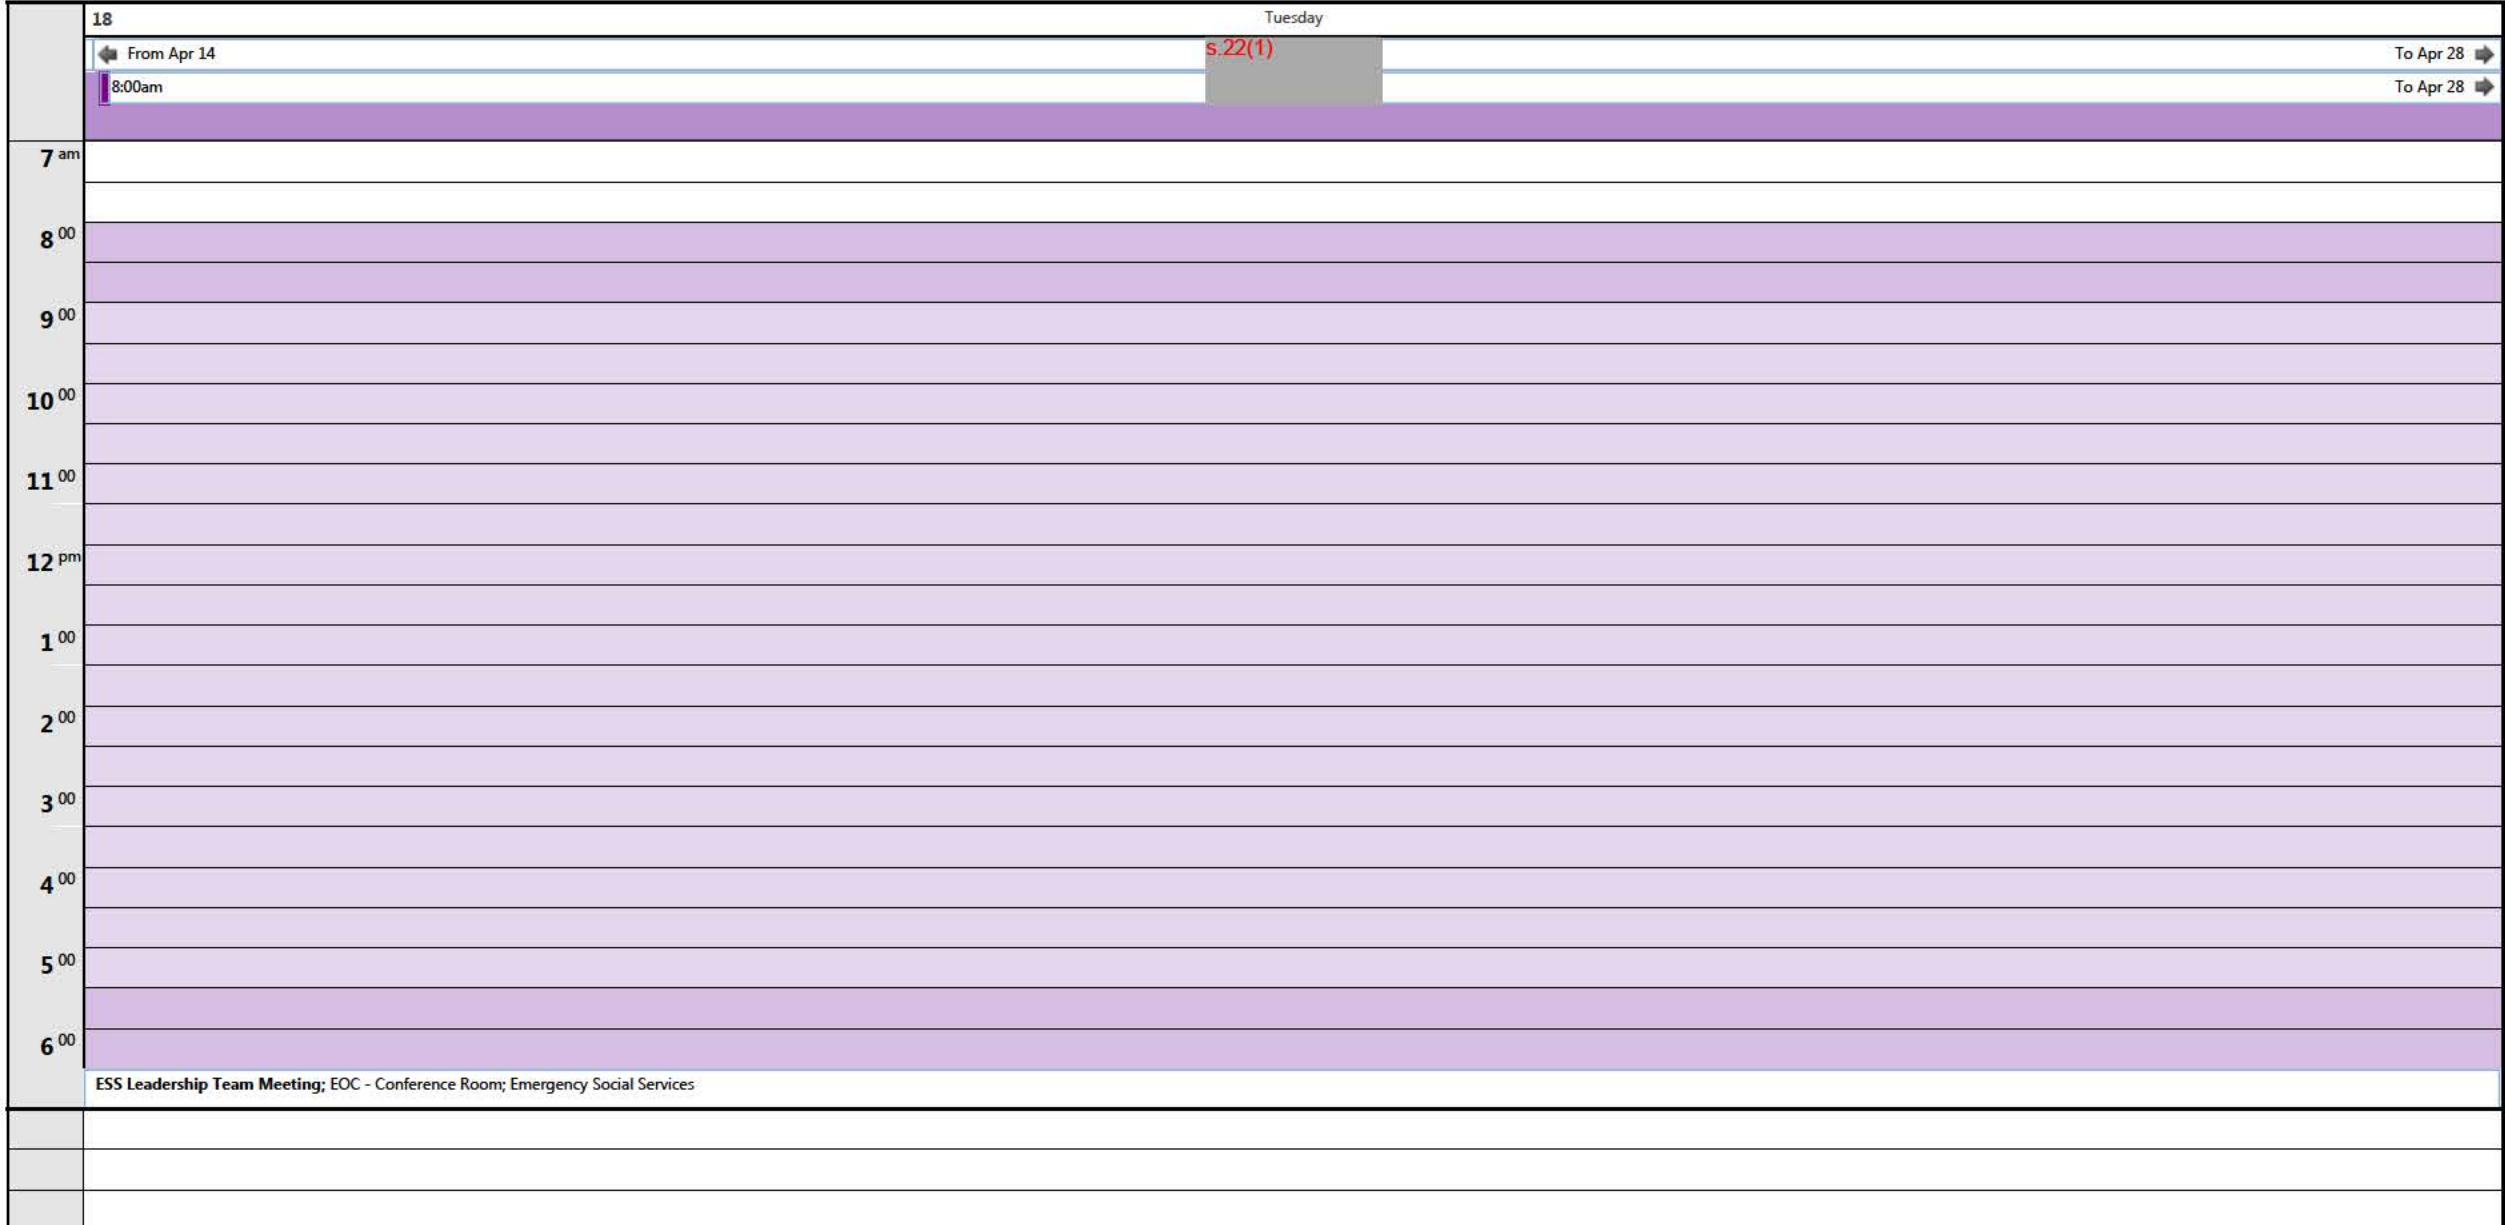 18 Tuesday
From Apr 14 s.22(1) To Apr 28
8:00am To Apr 28
7 am
8 00
9 00
10 00
11 00
12 pm
1 00
2 00
3 00
4 00
5 00
6 00
ESS Leadership Team Meeting; EOC - Conference Room; Emergency Social Services